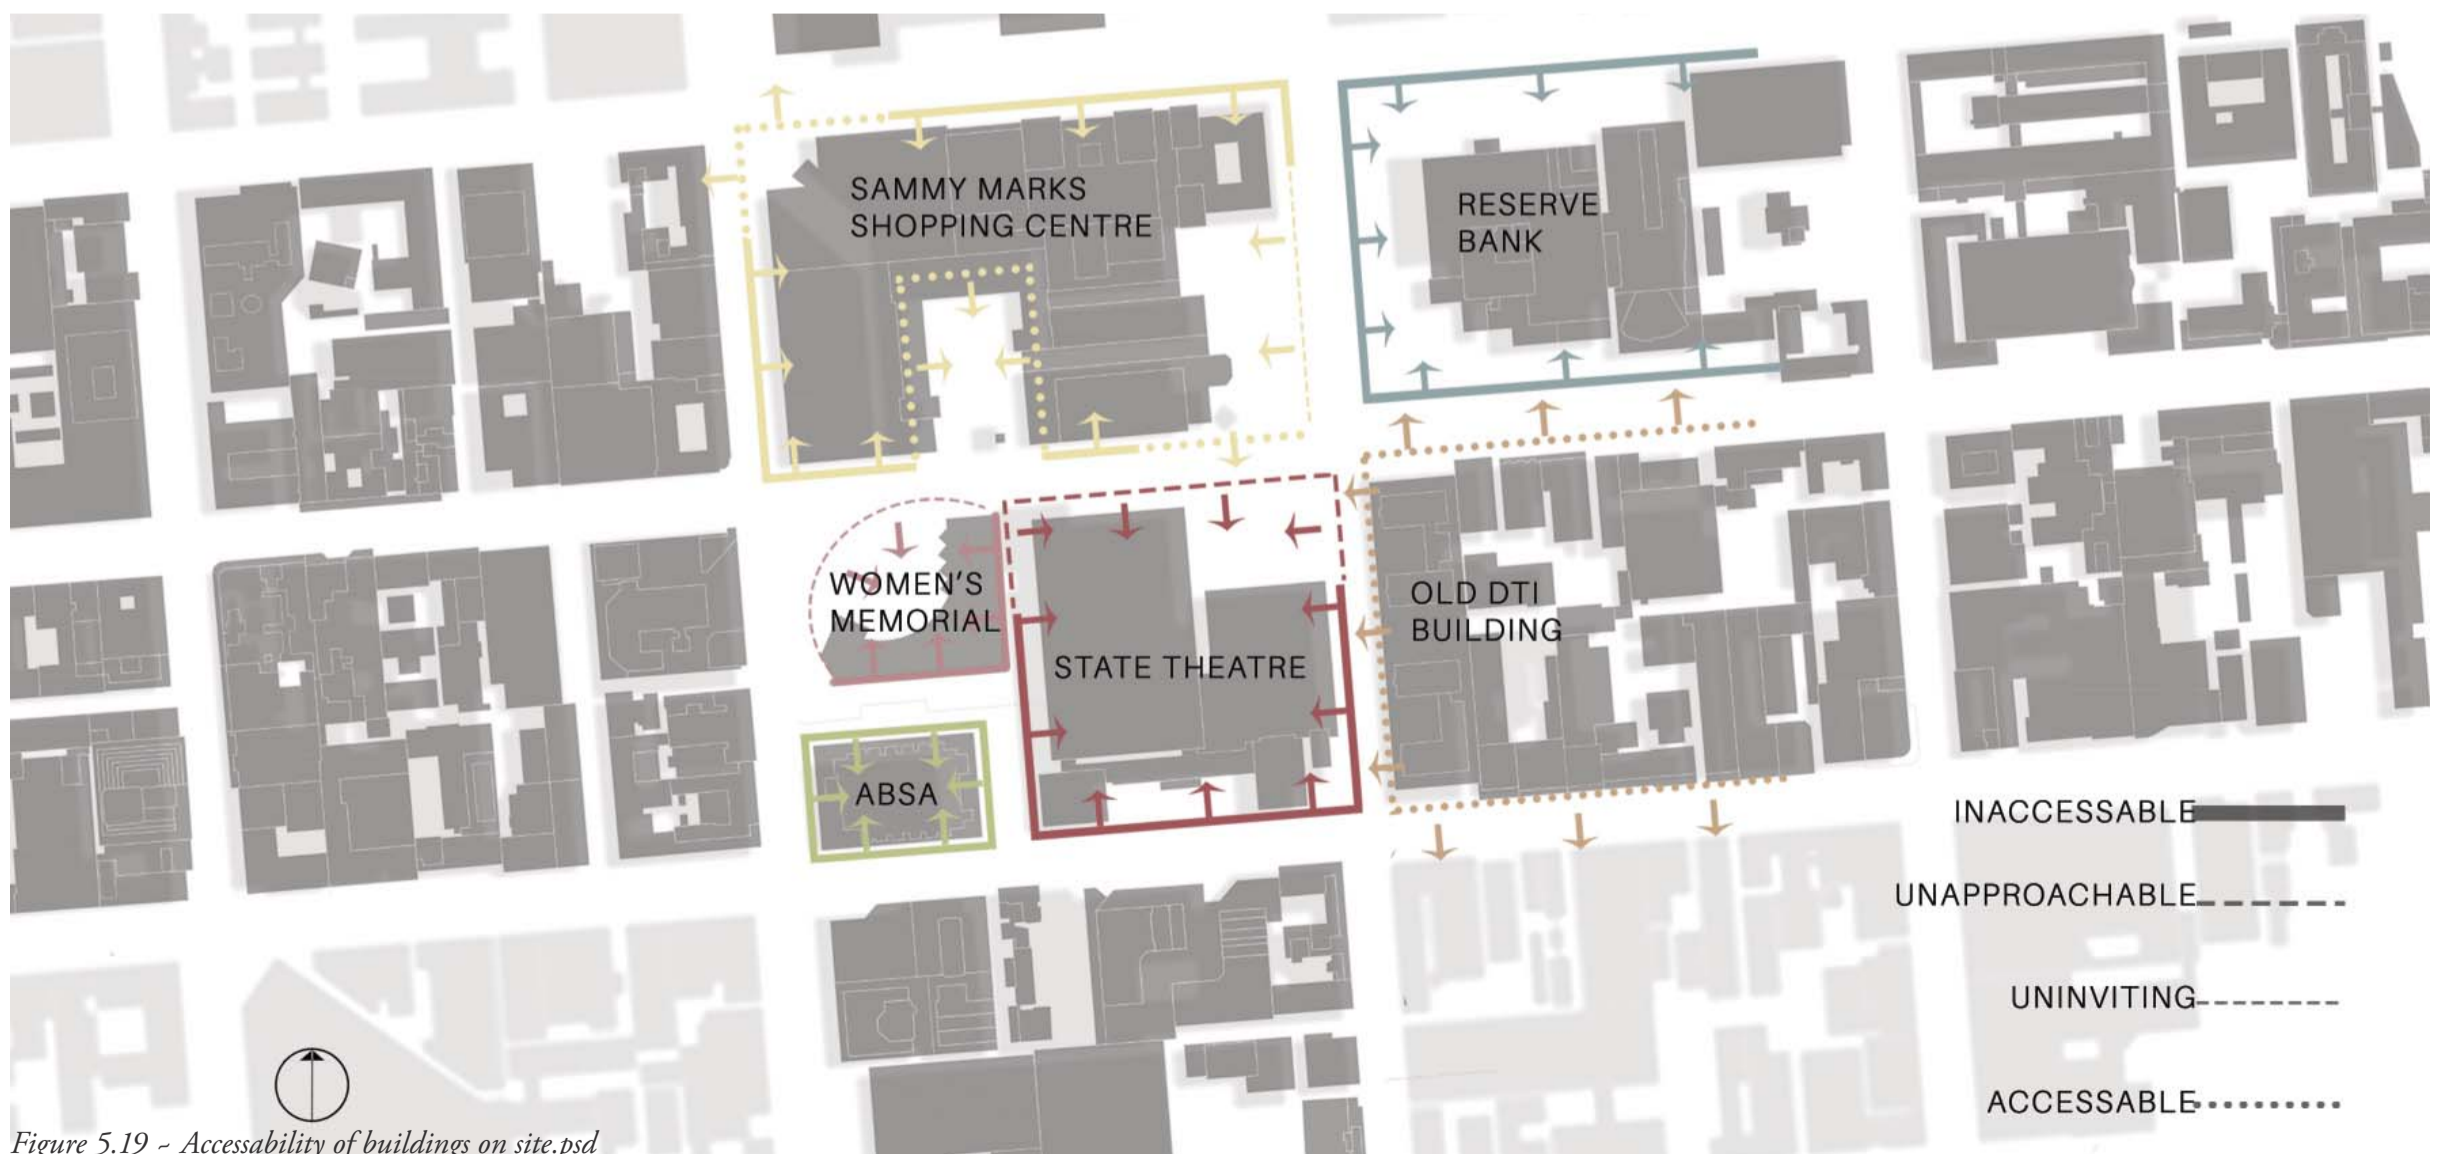 SAMMY MARKS
SHOPPING CENTRE
RESERVE
BANK
WOMEN'S
MEMORIAL
OLD DTI
BUILDING
STATE THEATRE
ABSA
INACCESSABLE
UNAPPROACHABLE
UNINVITING
ACCESSABLE
Figure 5.19 ~ Accessability of buildings on site.psd